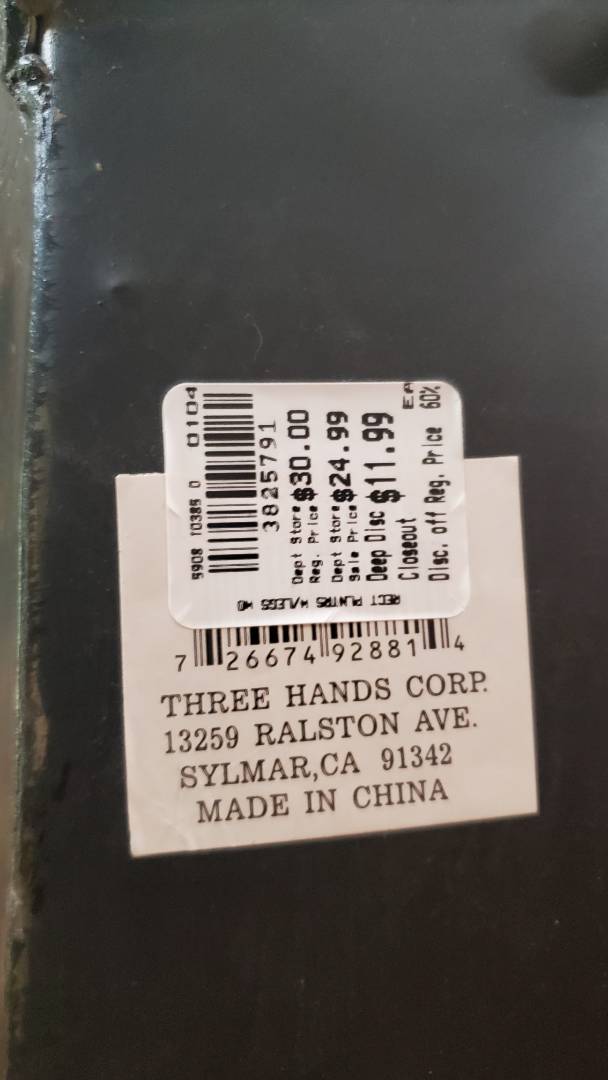 5908 10385 0 0104
3825791
Dept Store $30.00
Reg. Price
Dept Store $24.99
Sale Price
Deep Disc $11.99 EA
Closeout
Disc. off Reg. Price 60%
RECT PLNTRS W/LEGS WD
7 26674 92881 4
THREE HANDS CORP.
13259 RALSTON AVE.
SYLMAR,CA 91342
MADE IN CHINA